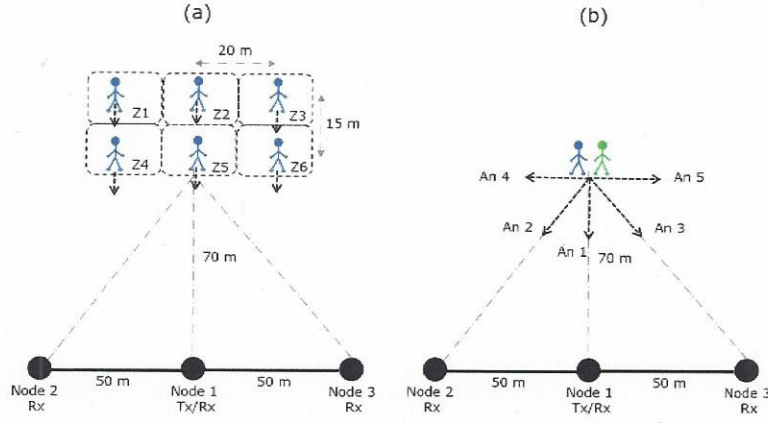 (a)
20 m
Z1
Z2
Z3
15 m
Z4
Z5
Z6
70 m
50 m
50 m
Node 2
Rx
Node 1
Tx/Rx
Node 3
Rx
(b)
An 4
An 5
An 2
An 3
An 1
70 m
50 m
50 m
Node 2
Rx
Node 1
Tx/Rx
Node 3
Rx